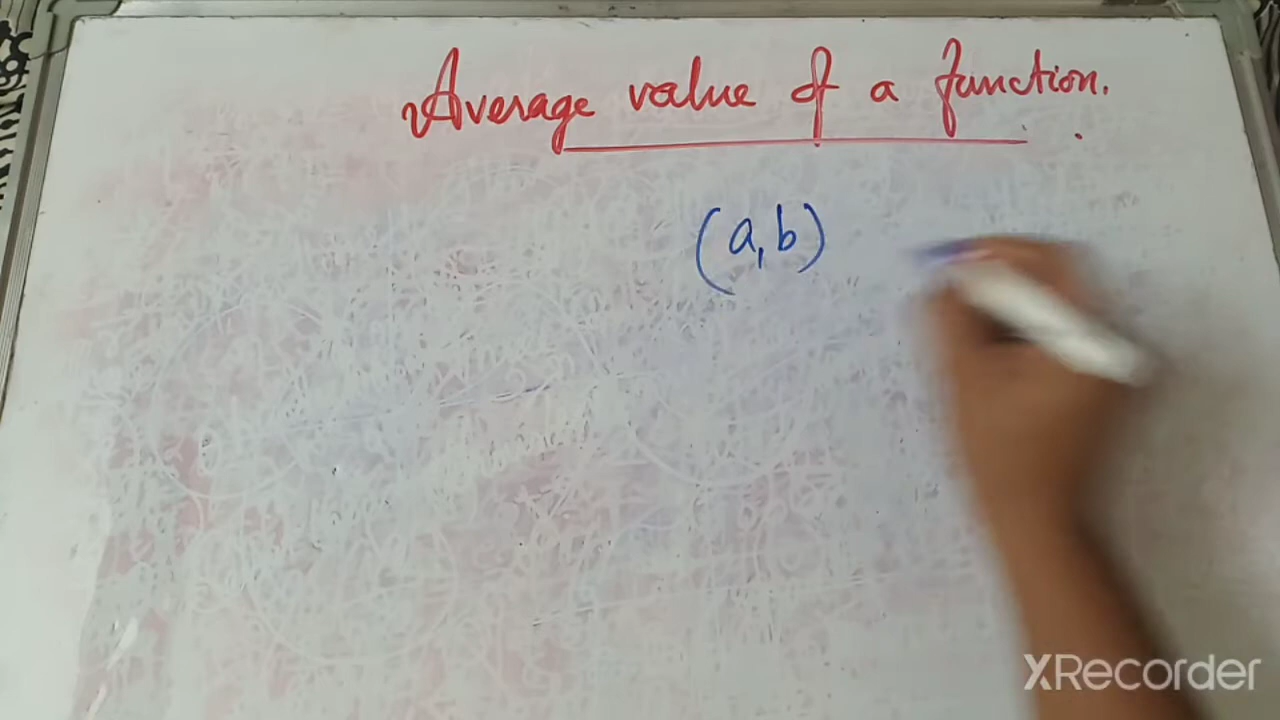 Average value of a function.
(a,b)
XRecorder